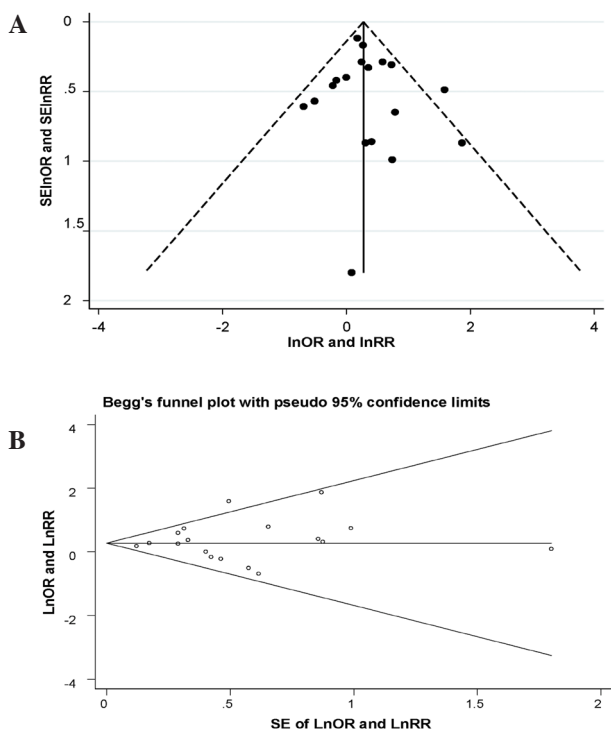 A
SElnOR and SElnRR
0
.5
1
1.5
2
-4
-2
0
2
4
lnOR and lnRR
Begg's funnel plot with pseudo 95% confidence limits
B
LnOR and LnRR
4
2
0
-2
-4
0
.5
1
1.5
2
SE of LnOR and LnRR